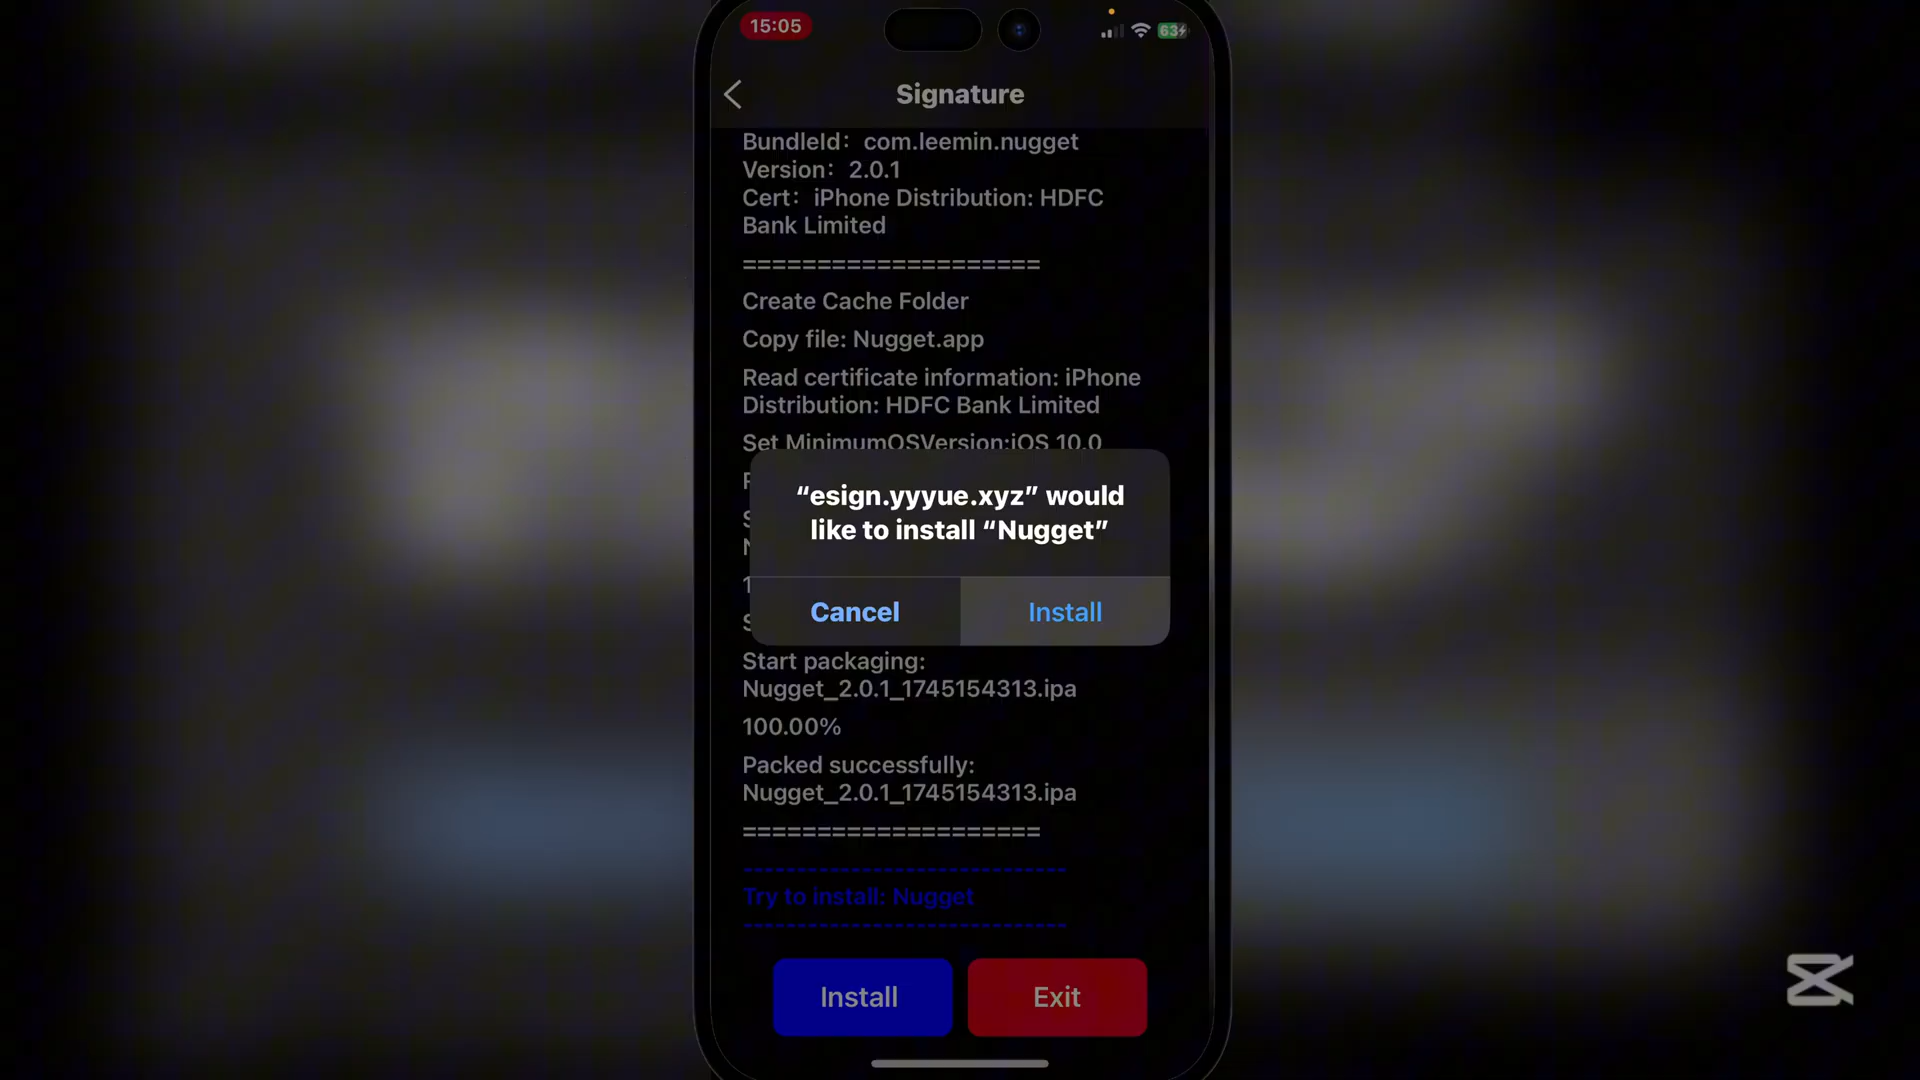 15:05
63
Signature
BundleId： com.leemin.nugget
Version： 2.0.1
Cert： iPhone Distribution: HDFC
Bank Limited
====================
Create Cache Folder
Copy file: Nugget.app
Read certificate information: iPhone
Distribution: HDFC Bank Limited
Set MinimumOSVersion:iOS 10.0
“esign.yyyue.xyz” would
like to install “Nugget”
Cancel
Install
Start packaging:
Nugget_2.0.1_1745154313.ipa
100.00%
Packed successfully:
Nugget_2.0.1_1745154313.ipa
====================
---------------------------
Try to install: Nugget
---------------------------
Install
Exit